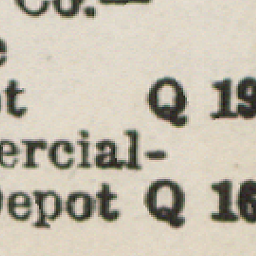 Co.—
e
t Q 19
ercial-
Depot Q 16